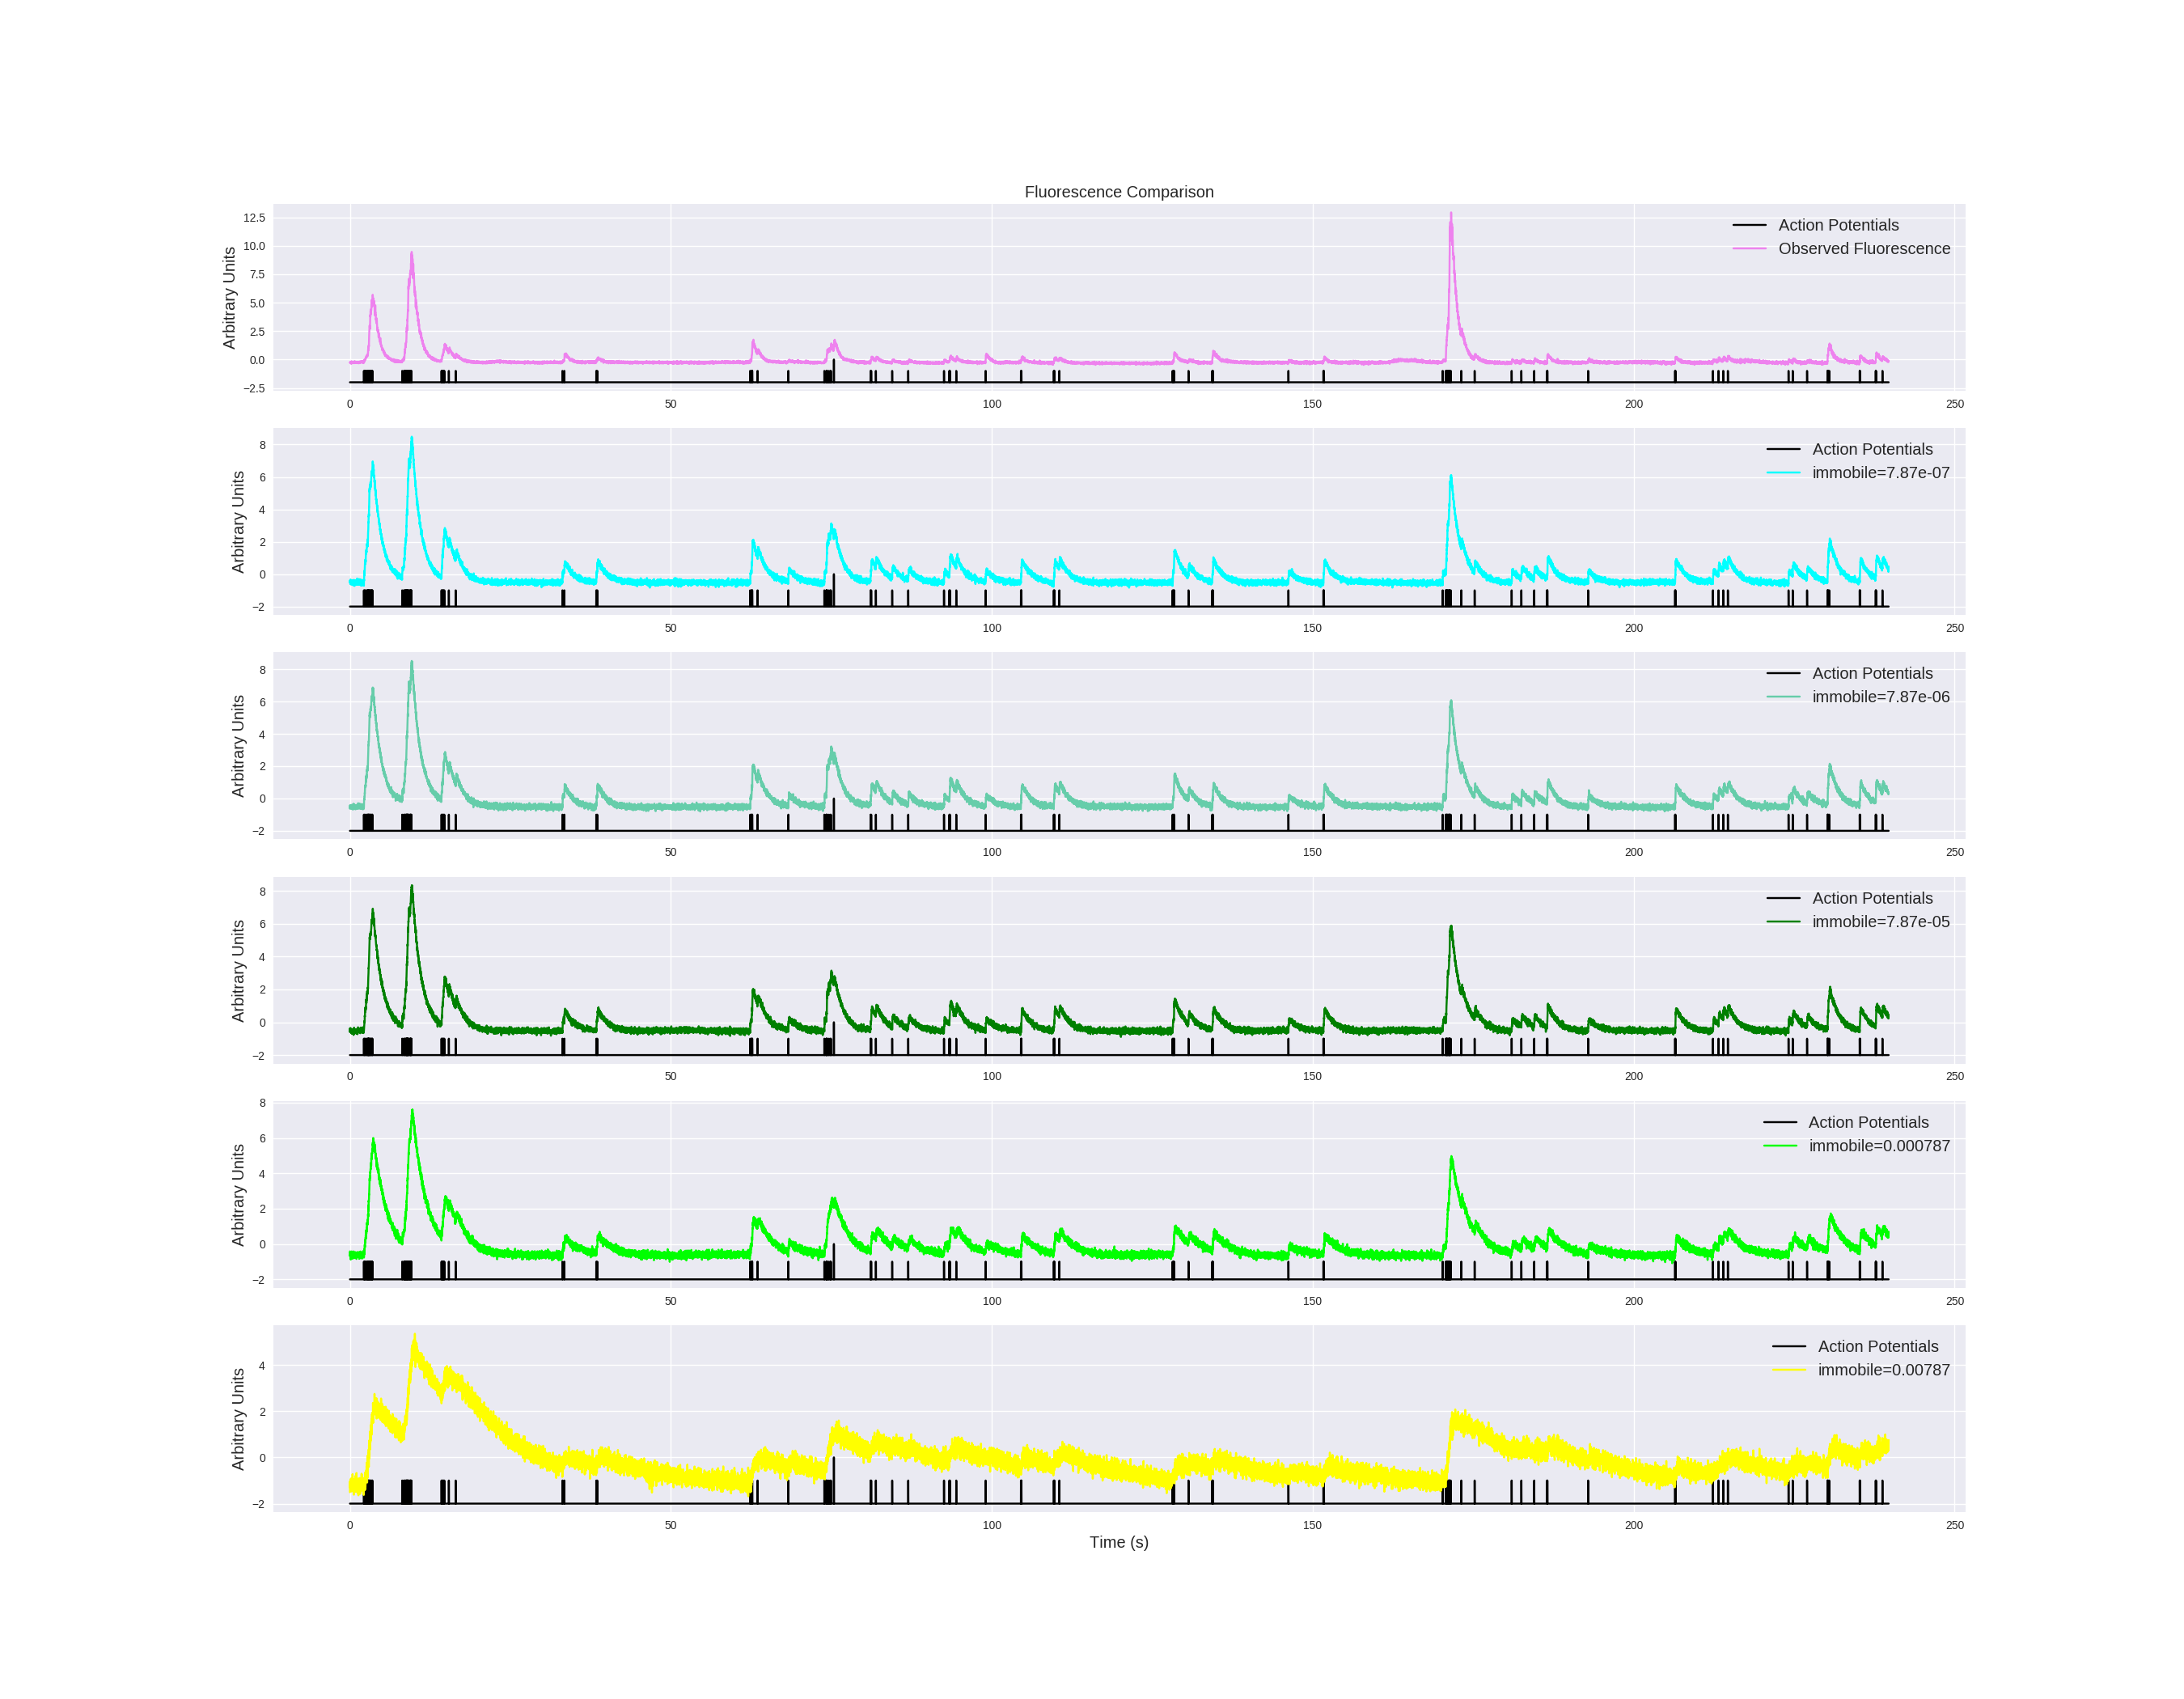 Fluorescence Comparison
Arbitrary Units
12.5
10.0
7.5
5.0
2.5
0.0
−2.5
Action Potentials
Observed Fluorescence
0 50 100 150 200 250
Arbitrary Units
8
6
4
2
0
−2
Action Potentials
immobile=7.87e-07
0 50 100 150 200 250
Arbitrary Units
8
6
4
2
0
−2
Action Potentials
immobile=7.87e-06
0 50 100 150 200 250
Arbitrary Units
8
6
4
2
0
−2
Action Potentials
immobile=7.87e-05
0 50 100 150 200 250
Arbitrary Units
8
6
4
2
0
−2
Action Potentials
immobile=0.000787
0 50 100 150 200 250
Arbitrary Units
4
2
0
−2
Action Potentials
immobile=0.00787
0 50 100 150 200 250
Time (s)